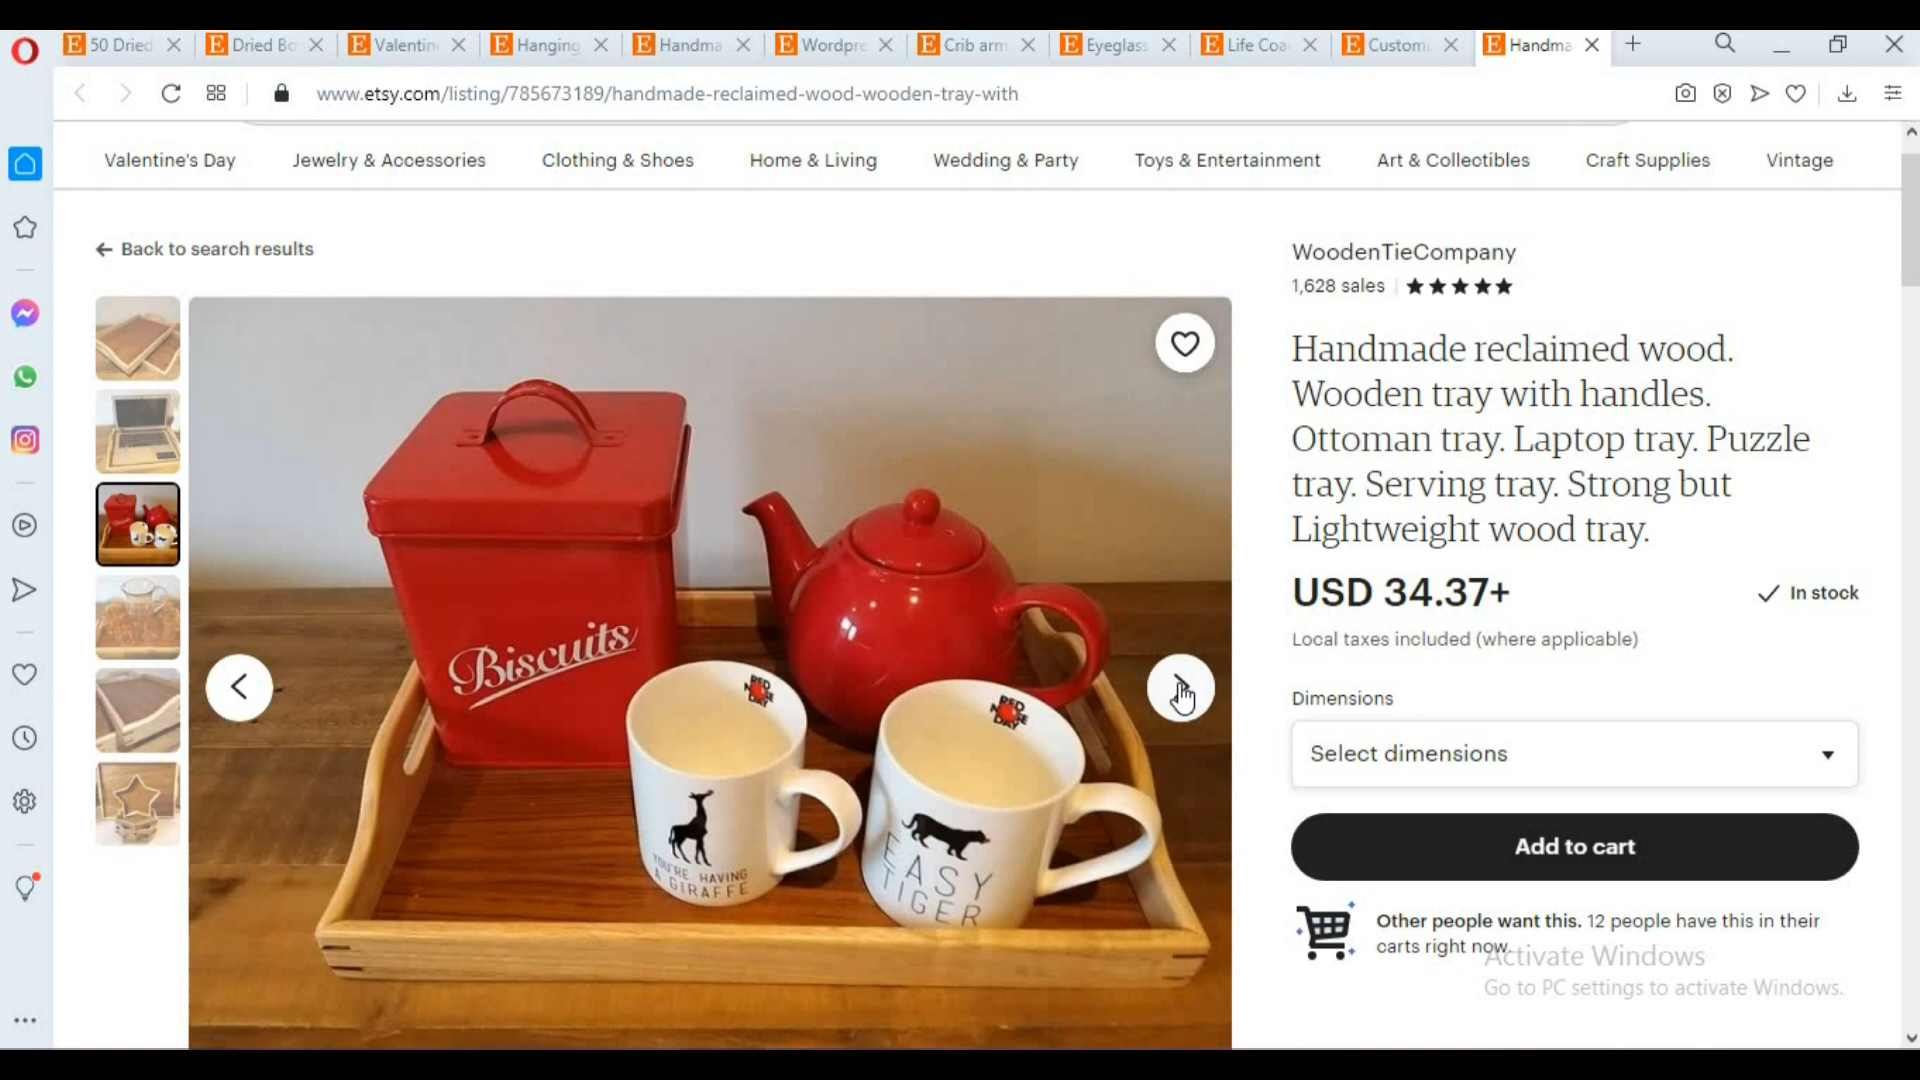 50 Dried
Dried Bo
Valentin
Hanging
Handma
Wordpre
Crib arm
Eyeglass
Life Coa
Custom
Handma
www.etsy.com/listing/785673189/handmade-reclaimed-wood-wooden-tray-with
Valentine's Day
Jewelry & Accessories
Clothing & Shoes
Home & Living
Wedding & Party
Toys & Entertainment
Art & Collectibles
Craft Supplies
Vintage
Back to search results
WoodenTieCompany
1,628 sales
Handmade reclaimed wood.
Wooden tray with handles.
Ottoman tray. Laptop tray. Puzzle
tray. Serving tray. Strong but
Lightweight wood tray.
USD 34.37+
In stock
Local taxes included (where applicable)
Dimensions
Select dimensions
Add to cart
Other people want this. 12 people have this in their
carts right now.
Activate Windows
Go to PC settings to activate Windows.
Biscuits
RED
NOSE
DAY
RED
NOSE
DAY
YOU'RE HAVING
A GIRAFFE
EASY
TIGER